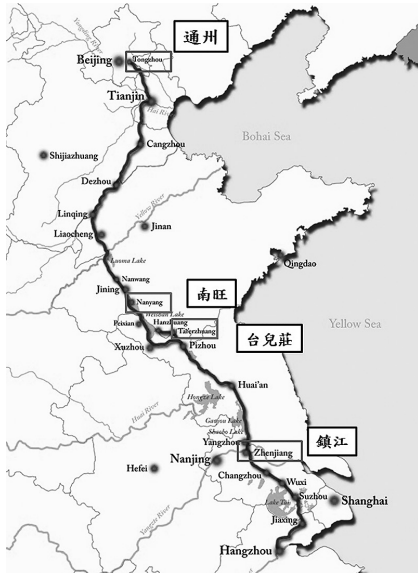 Yongding River
通州
Beijing
Tongzhou
Tianjin
Hai River
Bohai Sea
Cangzhou
Shijiazhuang
Dezhou
Yellow River
Linqing
Jinan
Liaocheng
Qingdao
Nanwang
南旺
Jining
Nanyang
Weishan Lake
Hanzhuang
Peixian
Taierzhuang
台兒莊
Yellow Sea
Xuzhou
Pizhou
Huai'an
Hongze Lake
Huai River
Gaoyou Lake
Shaobo Lake
Yangzhou
鎮江
Zhenjiang
Hefei
Nanjing
Changzhou
Wuxi
Suzhou
Shanghai
Lake Tai
Yangtze River
Jiaxing
Hangzhou